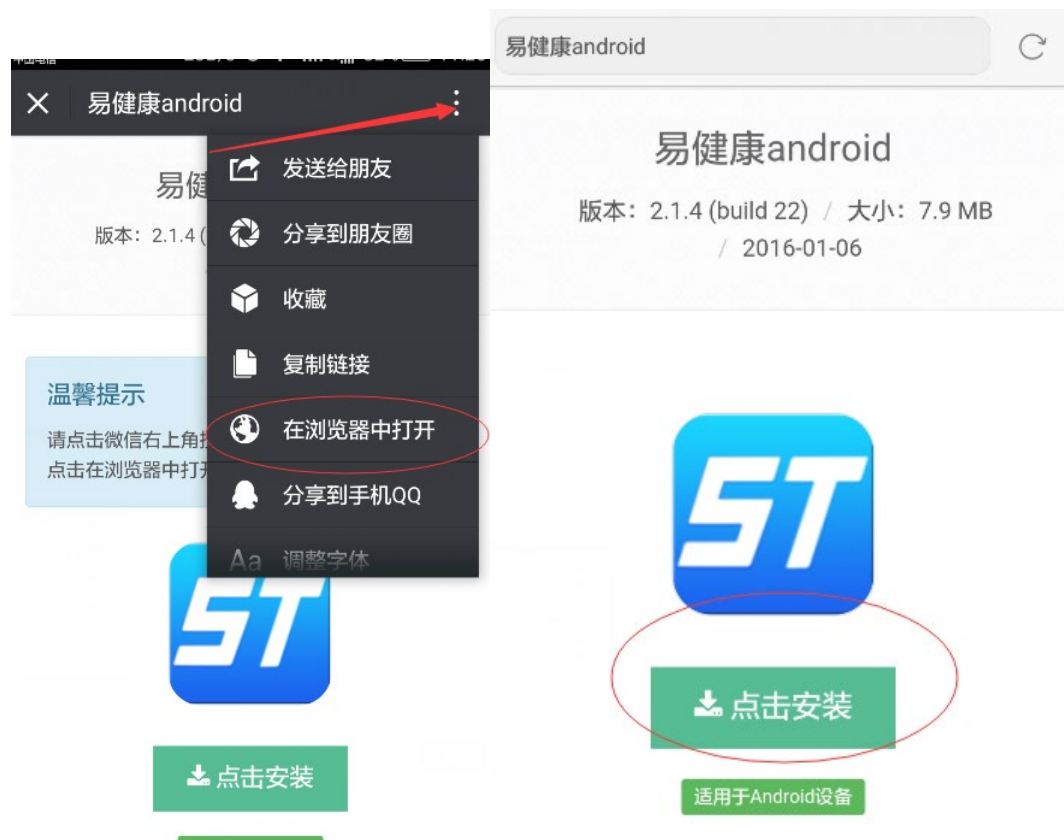 易健康android
发送给朋友
易健
版本：2.1.4 (
分享到朋友圈
收藏
复制链接
温馨提示
请点击微信右上角
点击在浏览器中打开
在浏览器中打开
分享到手机QQ
Aa 调整字体
ST
点击安装
易健康android
易健康android
版本：2.1.4 (build 22) / 大小：7.9 MB
/ 2016-01-06
ST
点击安装
适用于Android设备